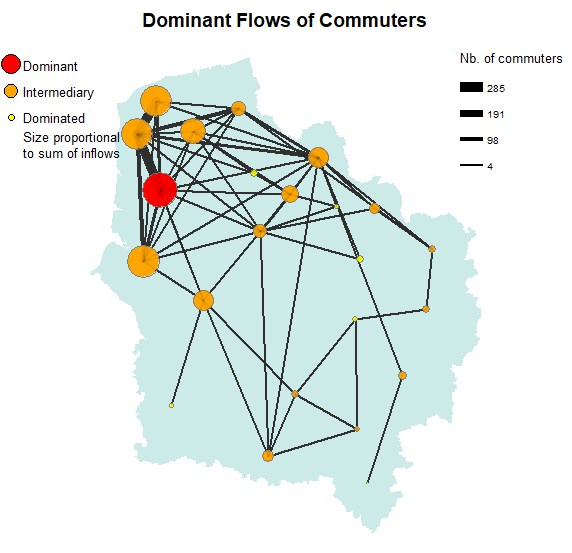 Dominant Flows of Commuters
Dominant
Intermediary
Dominated
Size proportional
to sum of inflows
Nb. of commuters
285
191
98
4